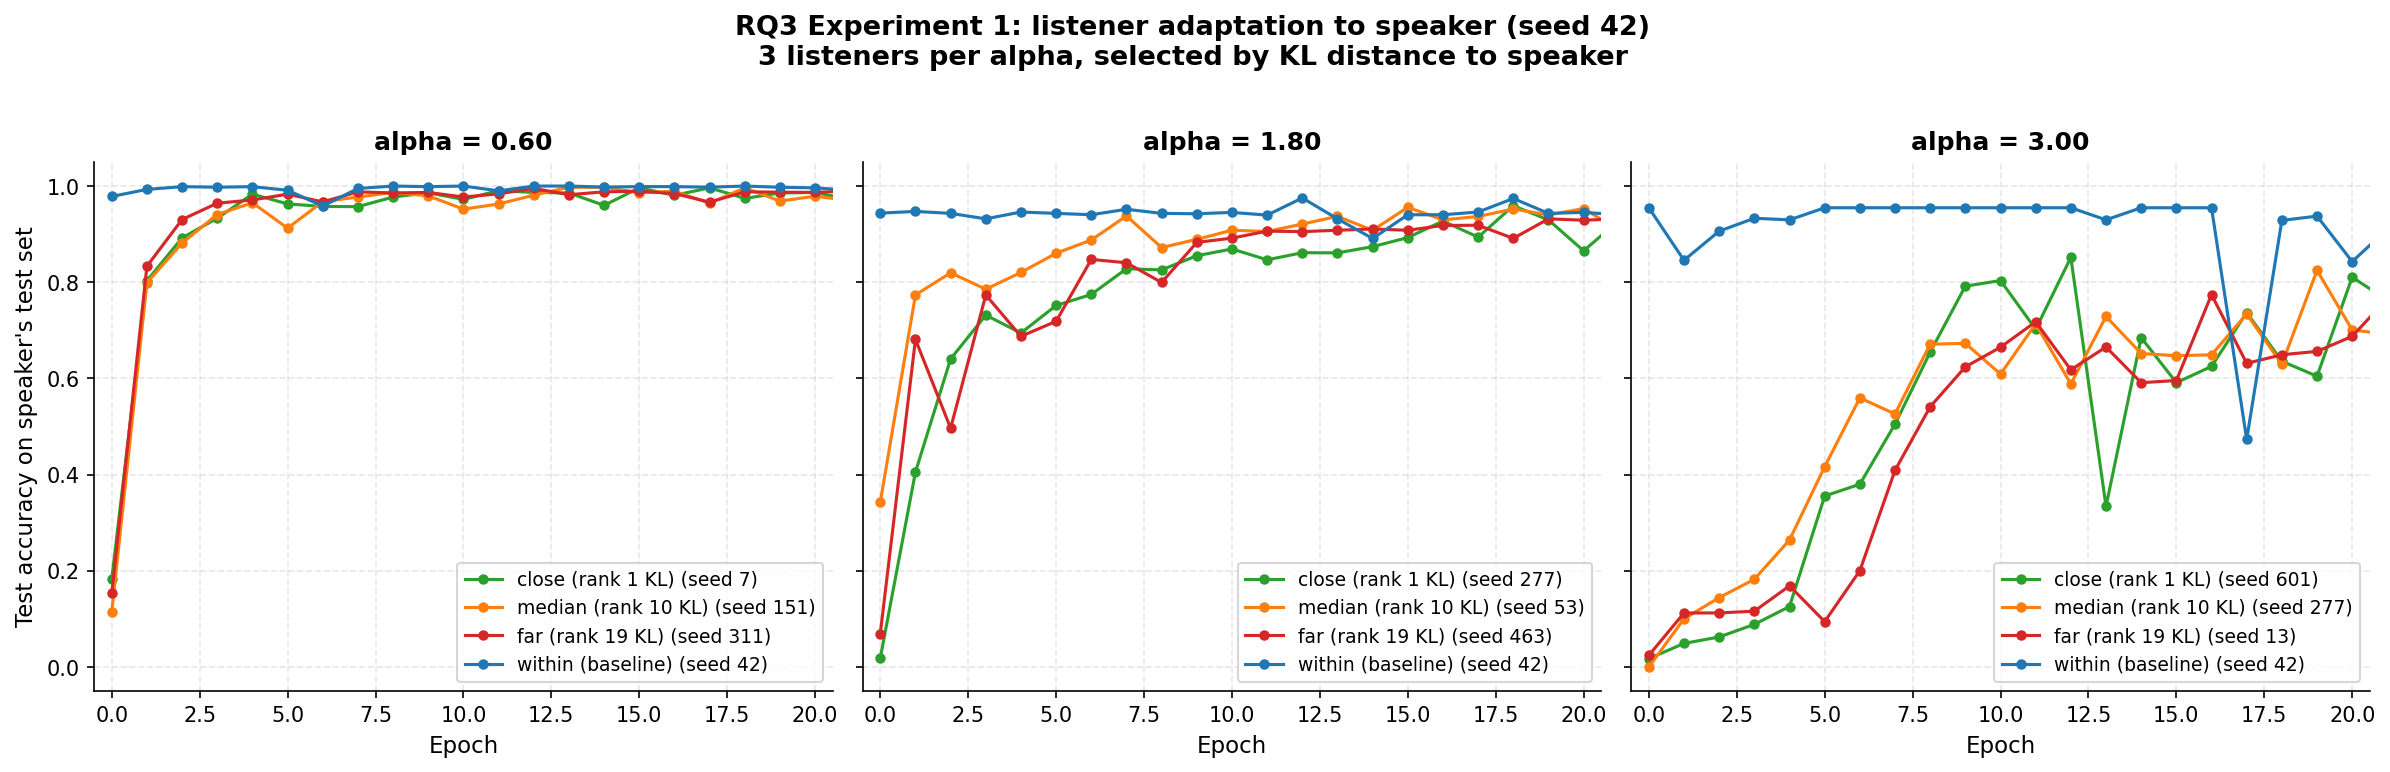 RQ3 Experiment 1: listener adaptation to speaker (seed 42)
3 listeners per alpha, selected by KL distance to speaker
alpha = 0.60
alpha = 1.80
alpha = 3.00
Test accuracy on speaker's test set
1.0
0.8
0.6
0.4
0.2
0.0
close (rank 1 KL) (seed 7)
median (rank 10 KL) (seed 151)
far (rank 19 KL) (seed 311)
within (baseline) (seed 42)
close (rank 1 KL) (seed 277)
median (rank 10 KL) (seed 53)
far (rank 19 KL) (seed 463)
within (baseline) (seed 42)
close (rank 1 KL) (seed 601)
median (rank 10 KL) (seed 277)
far (rank 19 KL) (seed 13)
within (baseline) (seed 42)
0.0 2.5 5.0 7.5 10.0 12.5 15.0 17.5 20.0
0.0 2.5 5.0 7.5 10.0 12.5 15.0 17.5 20.0
0.0 2.5 5.0 7.5 10.0 12.5 15.0 17.5 20.0
Epoch
Epoch
Epoch